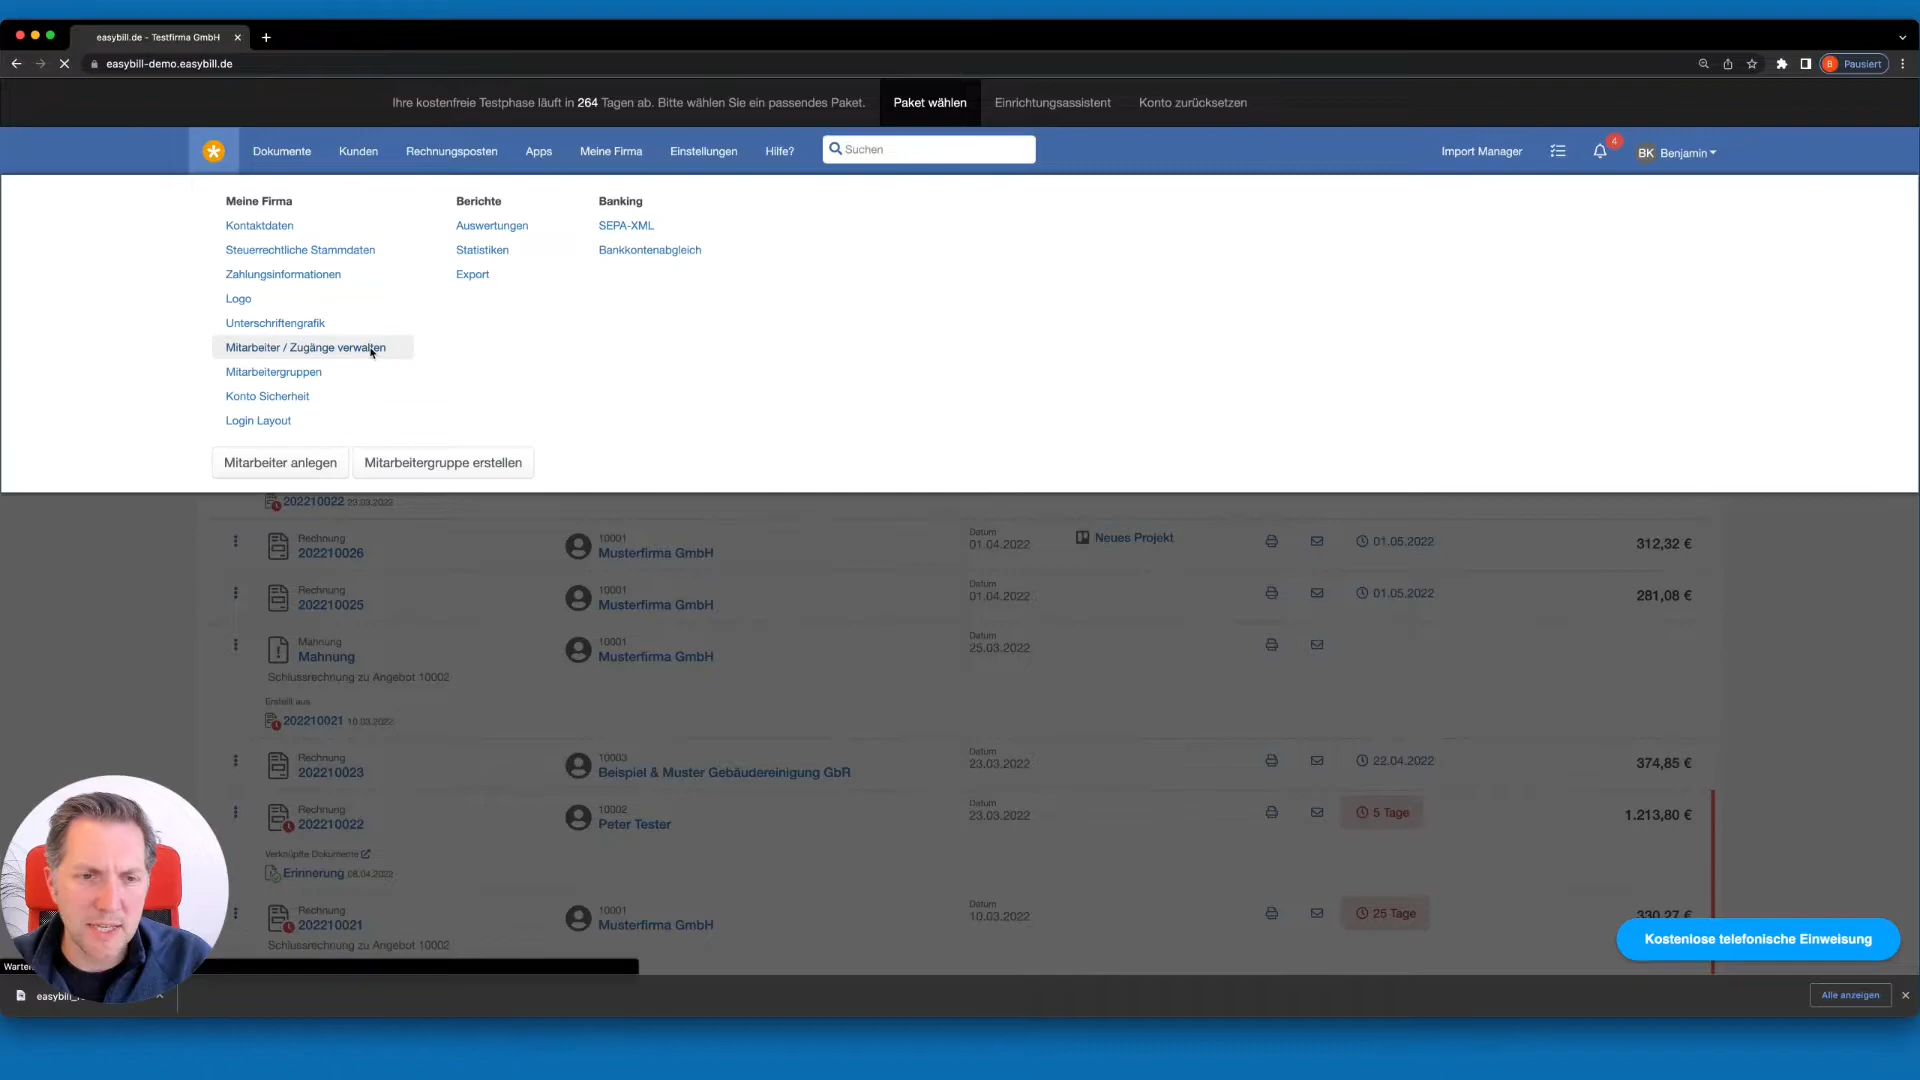 easybill.de - Testfirma GmbH
easybill-demo.easybill.de
Pausiert
Ihre kostenfreie Testphase läuft in 264 Tagen ab. Bitte wählen Sie ein passendes Paket.
Paket wählen
Einrichtungsassistent
Konto zurücksetzen
Dokumente
Kunden
Rechnungsposten
Apps
Meine Firma
Einstellungen
Hilfe?
Suchen
Import Manager
4
BK Benjamin
Meine Firma
Kontaktdaten
Steuerrechtliche Stammdaten
Zahlungsinformationen
Logo
Unterschriftengrafik
Mitarbeiter / Zugänge verwalten
Mitarbeitergruppen
Konto Sicherheit
Login Layout
Berichte
Auswertungen
Statistiken
Export
Banking
SEPA-XML
Bankkontenabgleich
Mitarbeiter anlegen
Mitarbeitergruppe erstellen
202210022 23.03.2022
Rechnung
202210026
10001
Musterfirma GmbH
Datum
01.04.2022
Neues Projekt
01.05.2022
312,32 €
Rechnung
202210025
10001
Musterfirma GmbH
Datum
01.04.2022
01.05.2022
281,08 €
Mahnung
Mahnung
10001
Musterfirma GmbH
Datum
25.03.2022
Schlussrechnung zu Angebot 10002
Erstellt aus
202210021 10.03.2022
Rechnung
202210023
10003
Beispiel & Muster Gebäudereinigung GbR
Datum
23.03.2022
22.04.2022
374,85 €
Rechnung
202210022
10002
Peter Tester
Datum
23.03.2022
5 Tage
1.213,80 €
Verknüpfte Dokumente
Erinnerung 08.04.2022
Rechnung
202210021
10001
Musterfirma GmbH
Datum
10.03.2022
25 Tage
330,27 €
Schlussrechnung zu Angebot 10002
Kostenlose telefonische Einweisung
Alle anzeigen